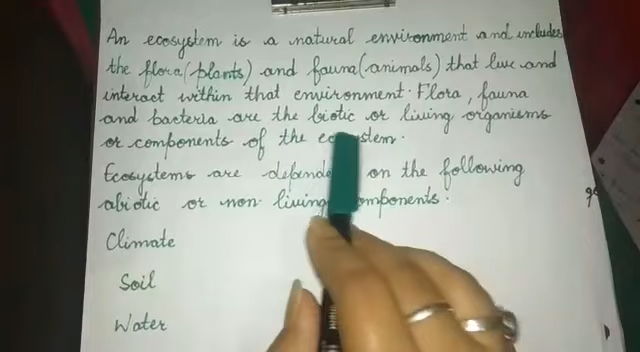 An ecosystem is a natural environment and includes
the flora (plants) and fauna (animals) that live and
interact within that environment. Flora, fauna
and bacteria are the biotic or living organisms
or components of the ecosystem.
Ecosystems are depende on the following
abiotic or non living components.
Climate
Soil
Water